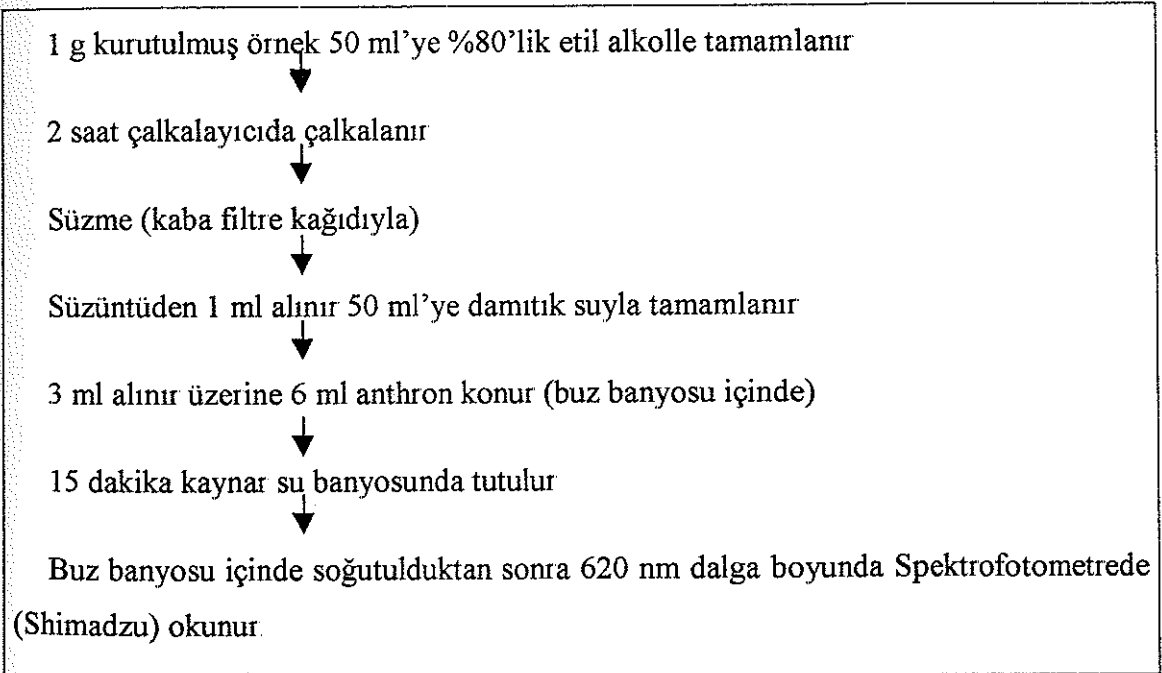 1 g kurutulmuş örnek 50 ml'ye %80'lik etil alkolle tamamlanır
2 saat çalkalayıcıda çalkalanır
Süzme (kaba filtre kağıdıyla)
Süzüntüden 1 ml alınır 50 ml'ye damıtık suyla tamamlanır
3 ml alınır üzerine 6 ml anthron konur (buz banyosu içinde)
15 dakika kaynar su banyosunda tutulur
Buz banyosu içinde soğutulduktan sonra 620 nm dalga boyunda Spektrofotometrede
(Shimadzu) okunur